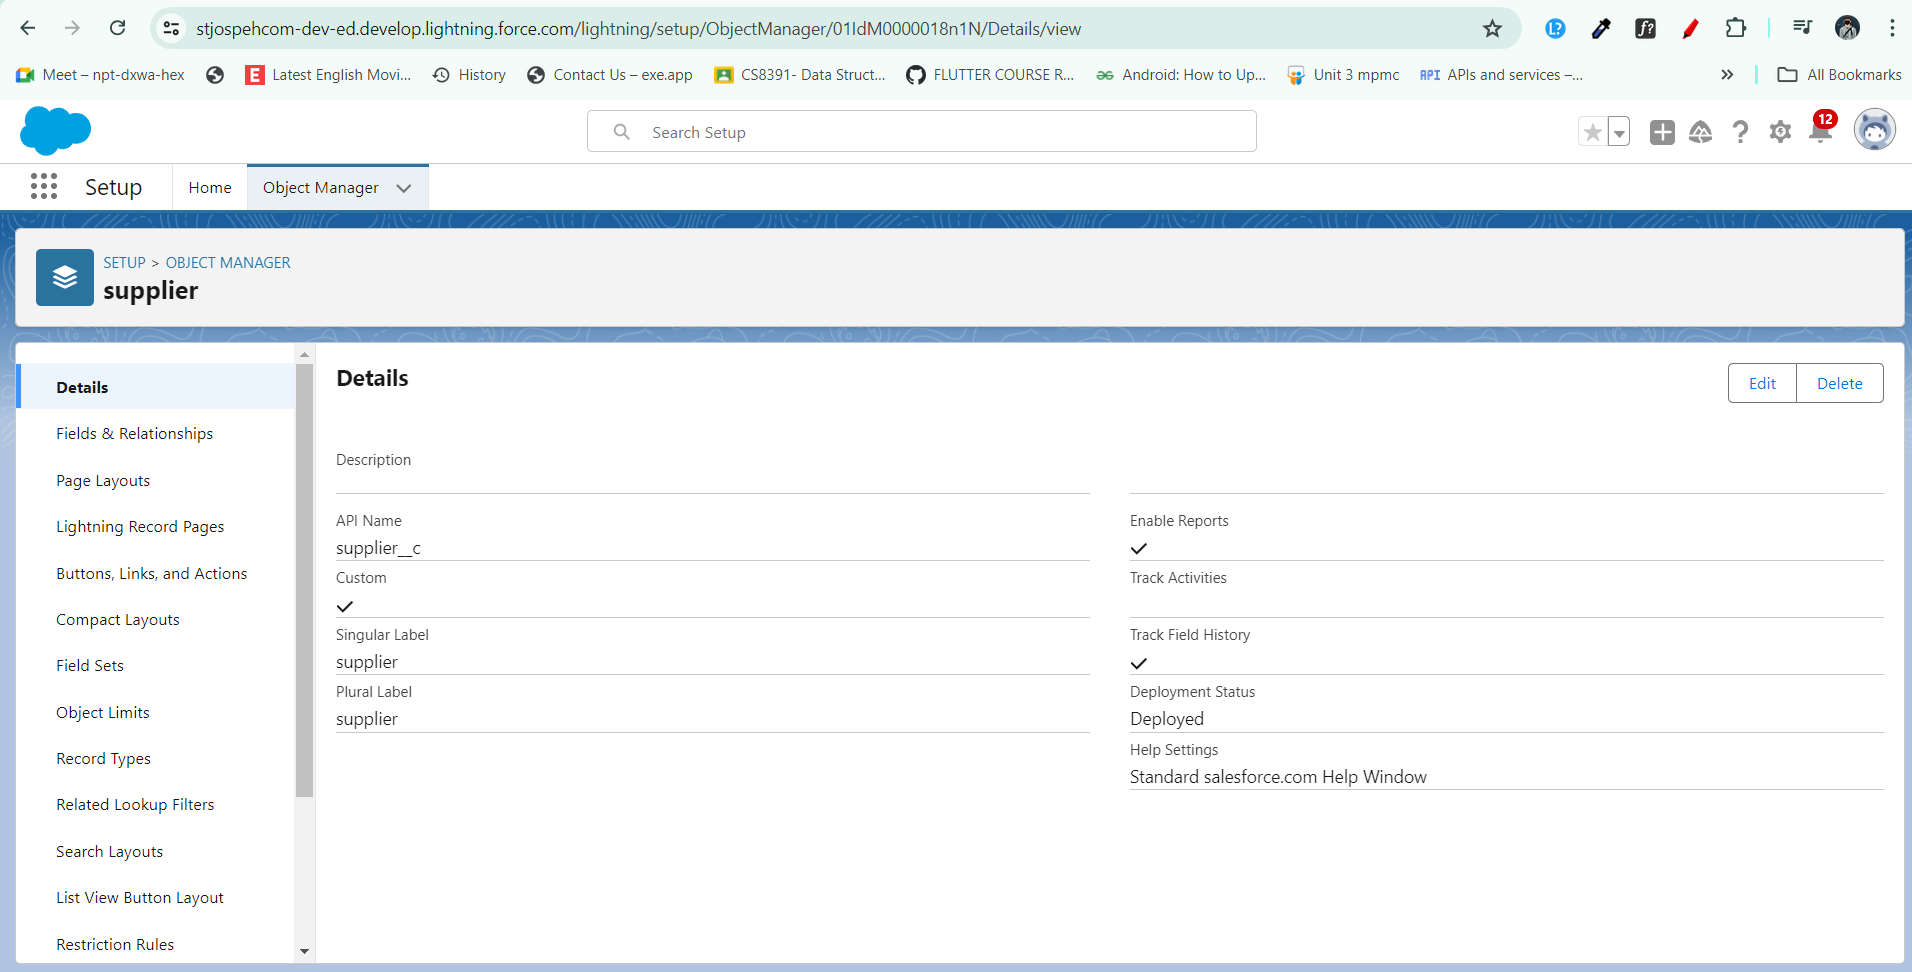 stjospehcom-dev-ed.develop.lightning.force.com/lightning/setup/ObjectManager/01IdM0000018n1N/Details/view
Meet – npt-dxwa-hex
E Latest English Movi...
History
Contact Us – exe.app
CS8391- Data Struct...
FLUTTER COURSE R...
Android: How to Up...
Unit 3 mpmc
API APIs and services –...
All Bookmarks
Search Setup
12
Setup
Home
Object Manager
SETUP > OBJECT MANAGER
supplier
Details
Fields & Relationships
Page Layouts
Lightning Record Pages
Buttons, Links, and Actions
Compact Layouts
Field Sets
Object Limits
Record Types
Related Lookup Filters
Search Layouts
List View Button Layout
Restriction Rules
Details
Edit
Delete
Description
API Name
supplier__c
Custom
Singular Label
supplier
Plural Label
supplier
Enable Reports
Track Activities
Track Field History
Deployment Status
Deployed
Help Settings
Standard salesforce.com Help Window